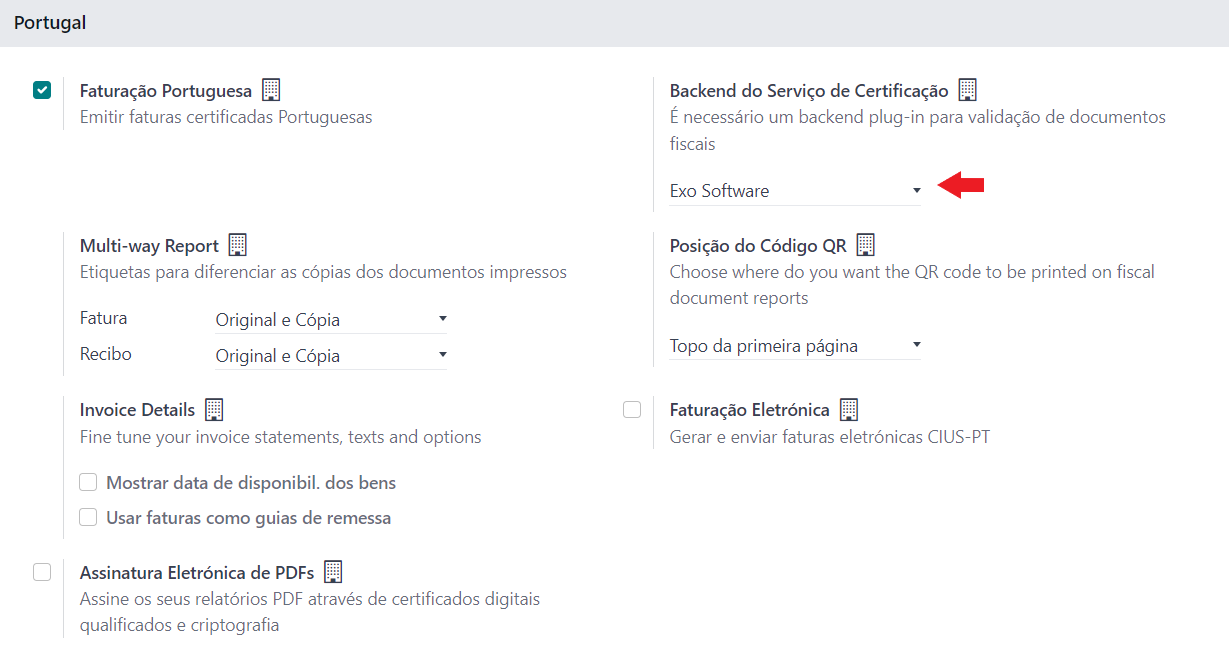 Portugal
Faturação Portuguesa
Emitir faturas certificadas Portuguesas
Backend do Serviço de Certificação
É necessário um backend plug-in para validação de documentos
fiscais
Exo Software
Multi-way Report
Etiquetas para diferenciar as cópias dos documentos impressos
Fatura
Original e Cópia
Recibo
Original e Cópia
Posição do Código QR
Choose where do you want the QR code to be printed on fiscal
document reports
Topo da primeira página
Invoice Details
Fine tune your invoice statements, texts and options
Mostrar data de disponibil. dos bens
Usar faturas como guias de remessa
Faturação Eletrónica
Gerar e enviar faturas eletrónicas CIUS-PT
Assinatura Eletrónica de PDFs
Assine os seus relatórios PDF através de certificados digitais
qualificados e criptografia